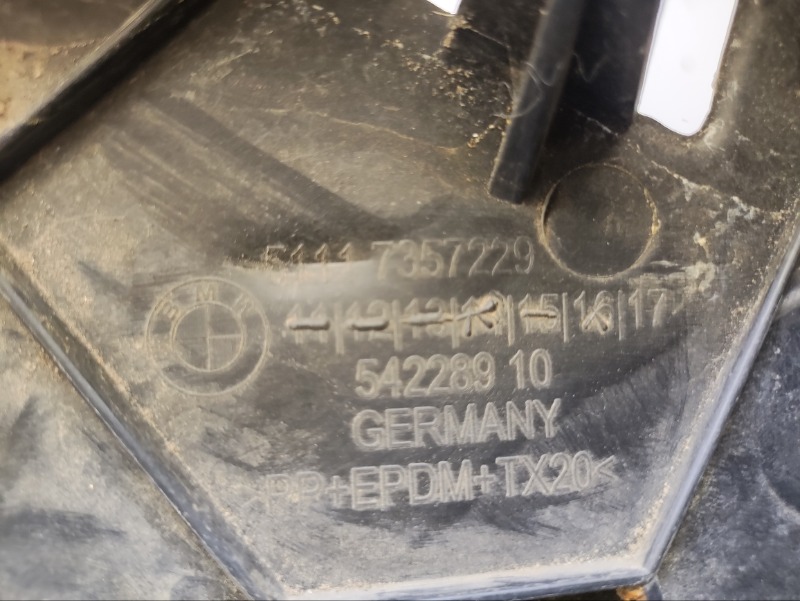 5111 7357229
BMW
11|12|13|14|15|16|17
542289 10
GERMANY
>PP+EPDM+TX20<